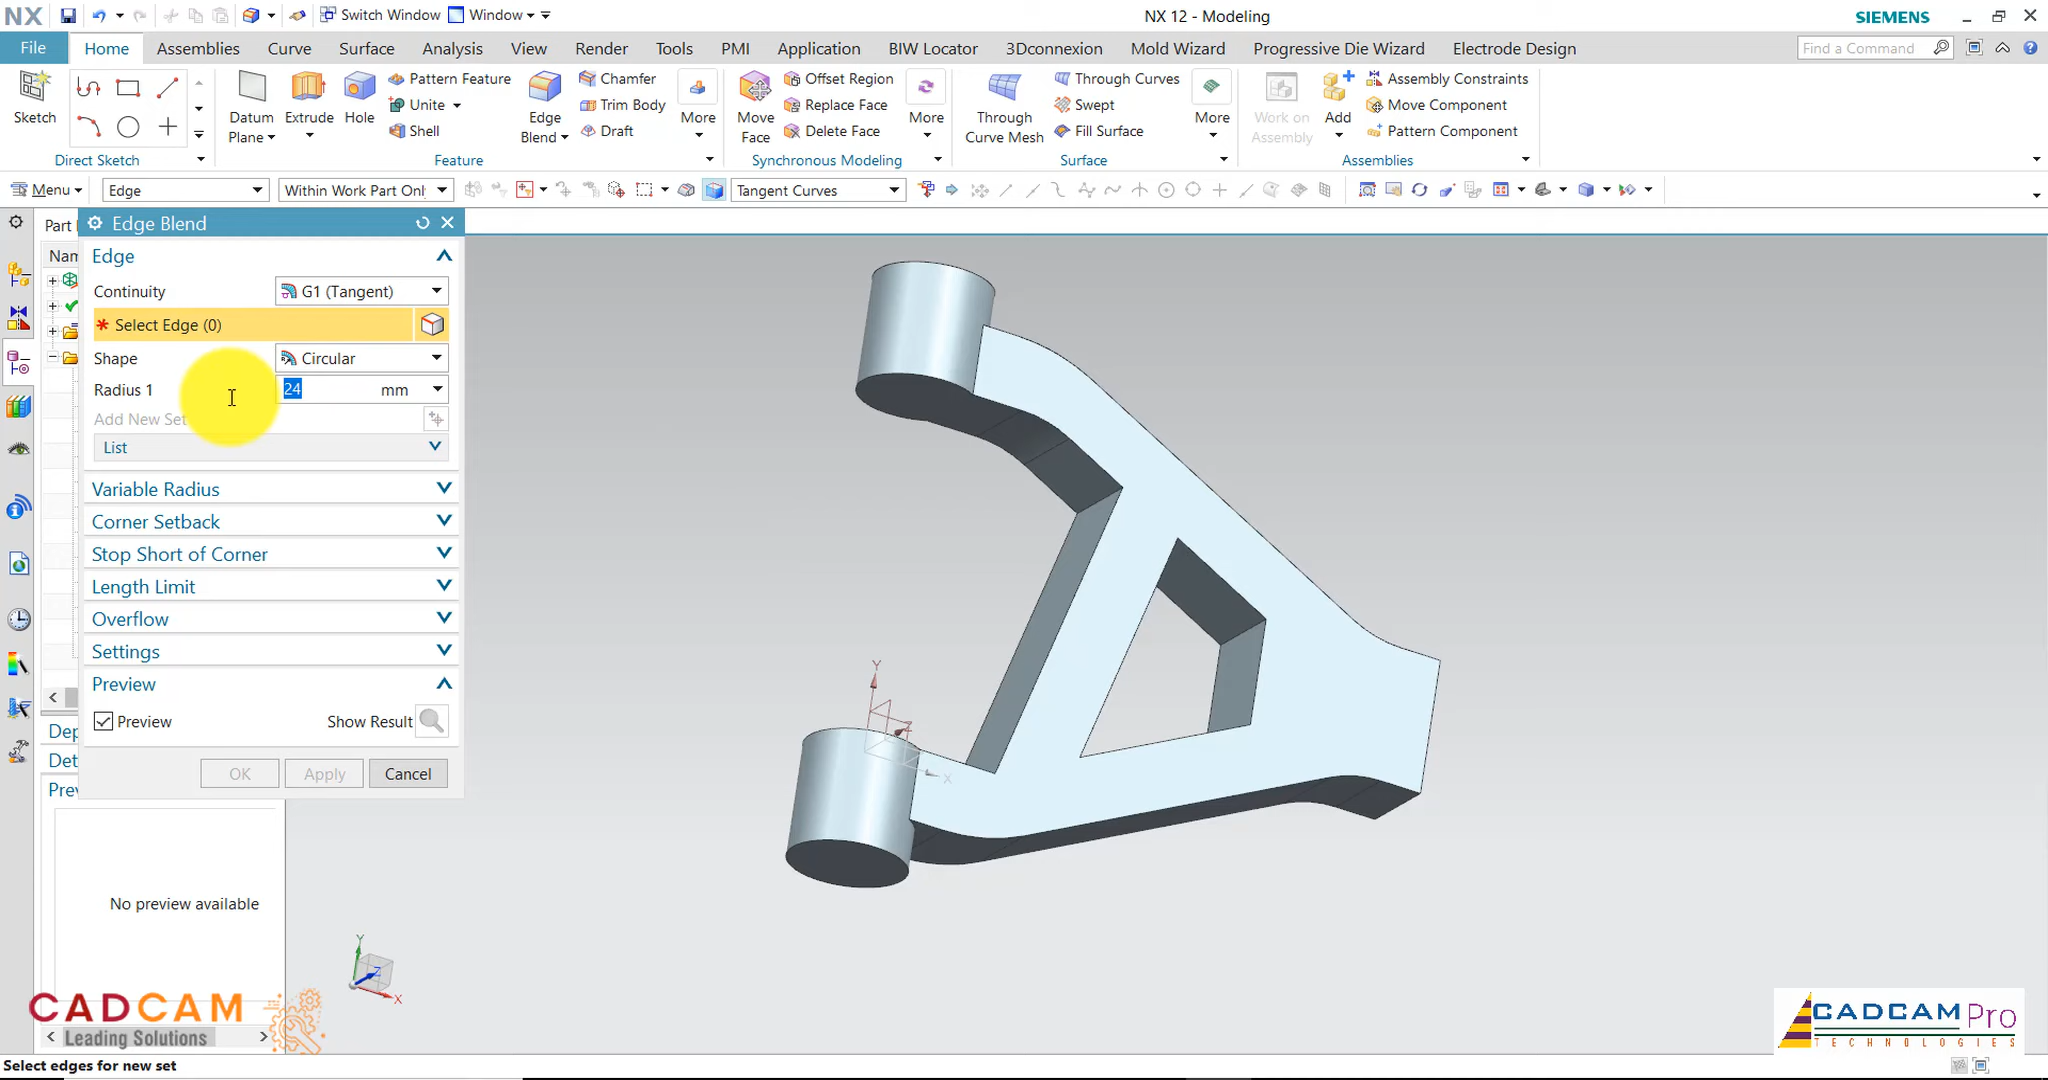 NX
Switch Window
Window
NX 12 - Modeling
SIEMENS
File
Home
Assemblies
Curve
Surface
Analysis
View
Render
Tools
PMI
Application
BIW Locator
3Dconnexion
Mold Wizard
Progressive Die Wizard
Electrode Design
Find a Command
Sketch
Direct Sketch
Datum Plane
Extrude
Hole
Pattern Feature
Unite
Shell
Edge Blend
Chamfer
Trim Body
Draft
More
Feature
Move Face
Offset Region
Replace Face
Delete Face
More
Synchronous Modeling
Through Curve Mesh
Through Curves
Swept
Fill Surface
More
Surface
Work on Assembly
Add
Assembly Constraints
Move Component
Pattern Component
Assemblies
Menu
Edge
Within Work Part Onl
Tangent Curves
Part
Nam
Edge Blend
Edge
Continuity
G1 (Tangent)
* Select Edge (0)
Shape
Circular
Radius 1
24
mm
Add New Set
List
Variable Radius
Corner Setback
Stop Short of Corner
Length Limit
Overflow
Settings
Preview
Preview
Show Result
OK
Apply
Cancel
Dep
Det
Prev
No preview available
Y
X
Y
Z
X
CADCAM
Leading Solutions
CADCAM Pro
TECHNOLOGIES
Select edges for new set